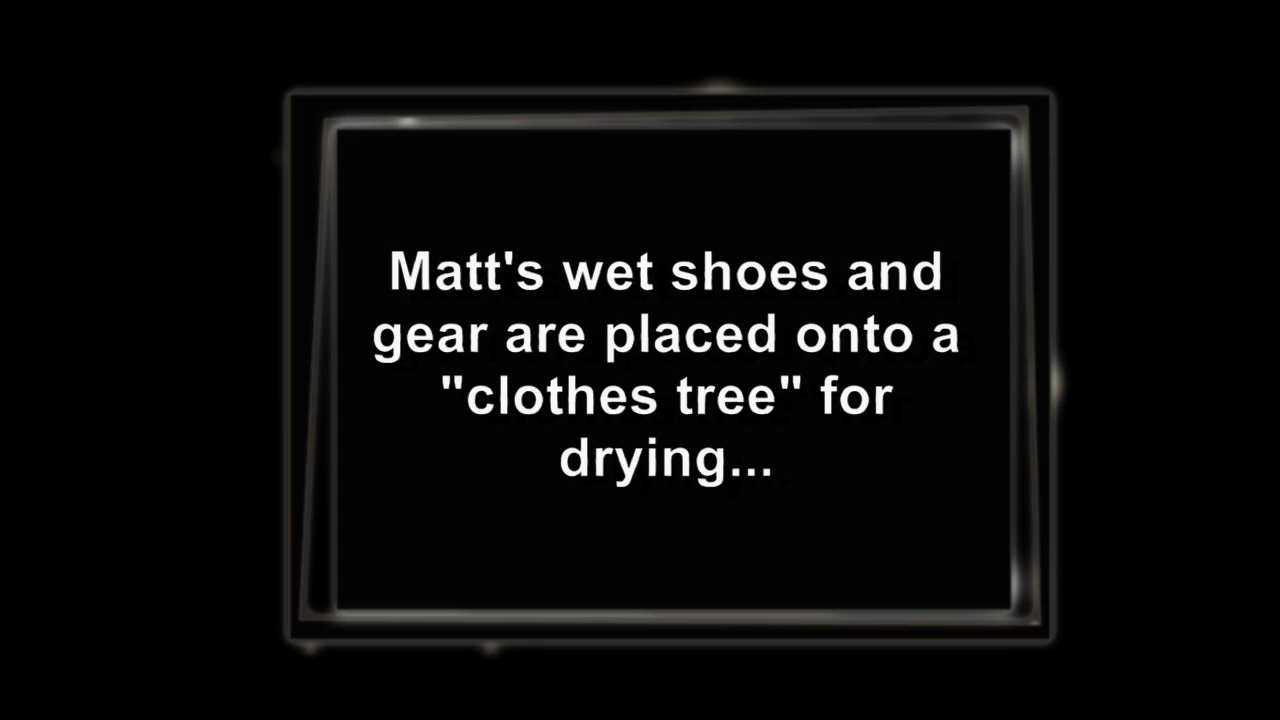 Matt's wet shoes and
gear are placed onto a
"clothes tree" for
drying...